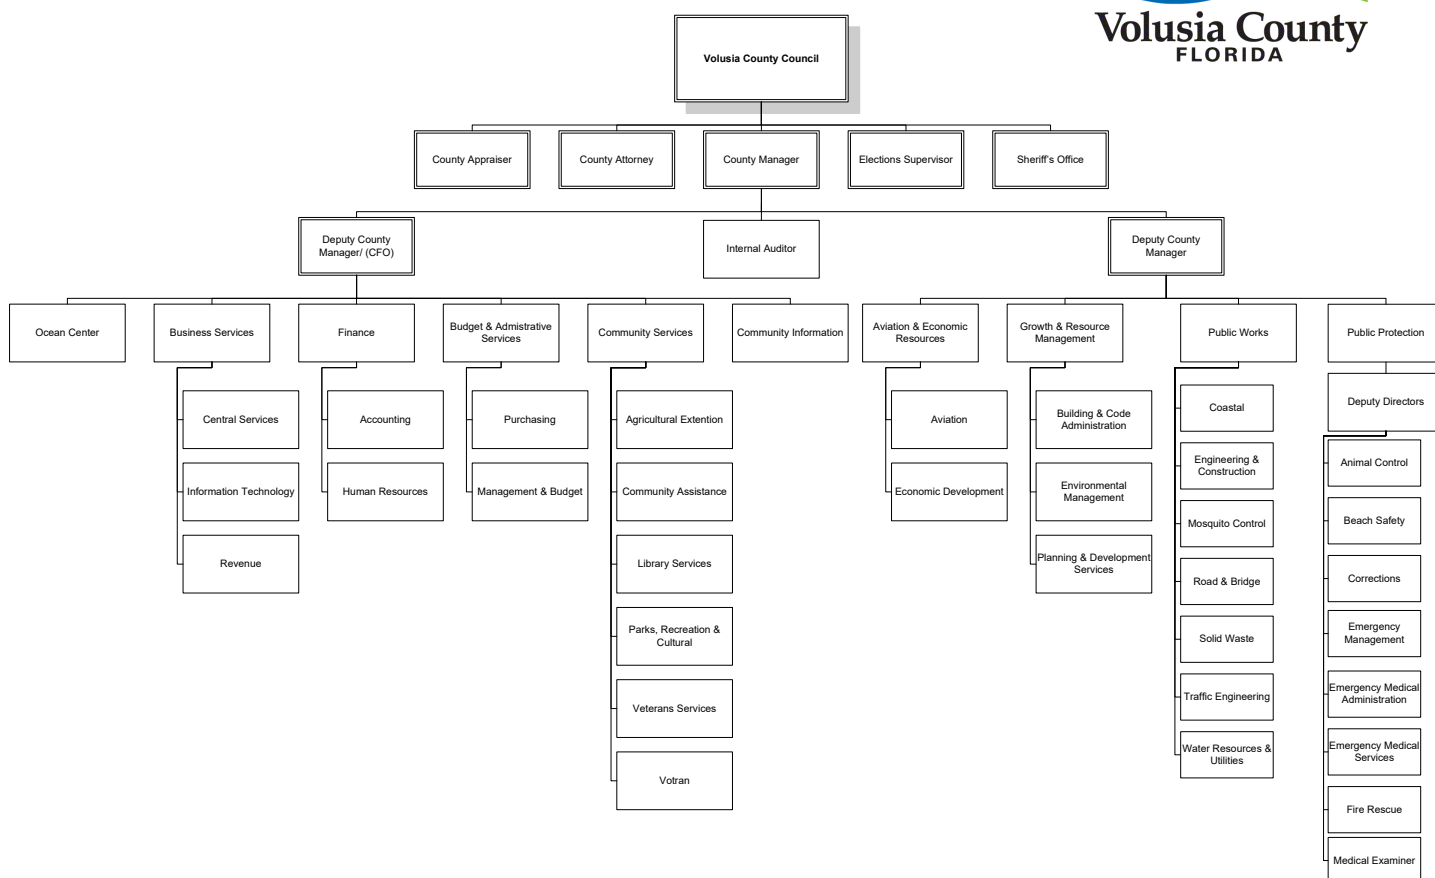 Volusia County
FLORIDA
Volusia County Council
County Appraiser
County Attorney
County Manager
Elections Supervisor
Sheriff's Office
Deputy County
Manager/ (CFO)
Internal Auditor
Deputy County
Manager
Ocean Center
Business Services
Finance
Budget & Admistrative
Services
Community Services
Community Information
Aviation & Economic
Resources
Growth & Resource
Management
Public Works
Public Protection
Central Services
Information Technology
Revenue
Accounting
Human Resources
Purchasing
Management & Budget
Agricultural Extention
Community Assistance
Library Services
Parks, Recreation &
Cultural
Veterans Services
Votran
Aviation
Economic Development
Building & Code
Administration
Environmental
Management
Planning & Development
Services
Coastal
Engineering &
Construction
Mosquito Control
Road & Bridge
Solid Waste
Traffic Engineering
Water Resources &
Utilities
Deputy Directors
Animal Control
Beach Safety
Corrections
Emergency
Management
Emergency Medical
Administration
Emergency Medical
Services
Fire Rescue
Medical Examiner